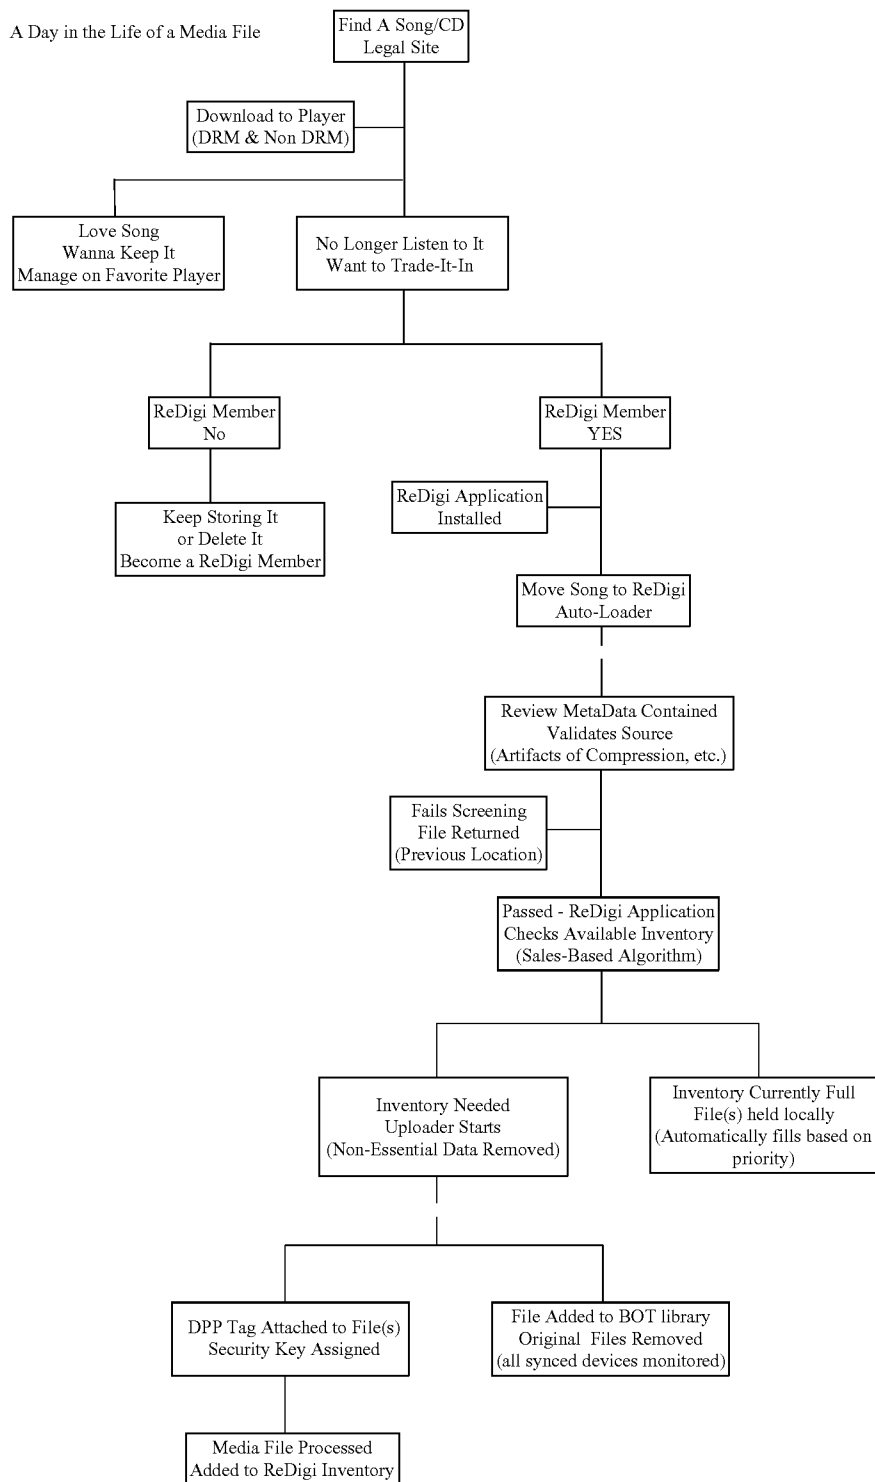 A Day in the Life of a Media File
Find A Song/CD
Legal Site
Download to Player
(DRM & Non DRM)
Love Song
Wanna Keep It
Manage on Favorite Player
No Longer Listen to It
Want to Trade-It-In
ReDigi Member
No
ReDigi Member
YES
Keep Storing It
or Delete It
Become a ReDigi Member
ReDigi Application
Installed
Move Song to ReDigi
Auto-Loader
Review MetaData Contained
Validates Source
(Artifacts of Compression, etc.)
Fails Screening
File Returned
(Previous Location)
Passed - ReDigi Application
Checks Available Inventory
(Sales-Based Algorithm)
Inventory Needed
Uploader Starts
(Non-Essential Data Removed)
Inventory Currently Full
File(s) held locally
(Automatically fills based on
priority)
DPP Tag Attached to File(s)
Security Key Assigned
File Added to BOT library
Original Files Removed
(all synced devices monitored)
Media File Processed
Added to ReDigi Inventory